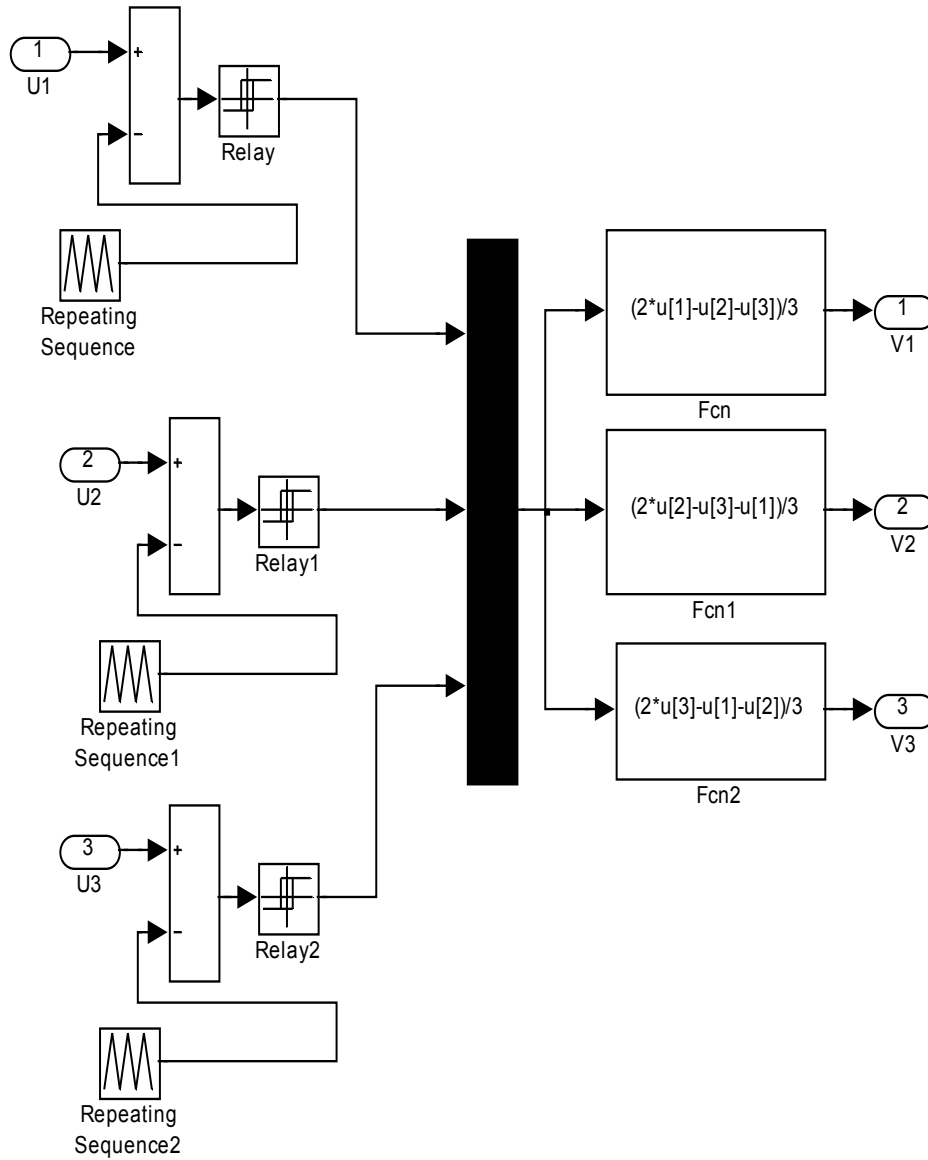 1
U1
+
−
Relay
Repeating
Sequence
2
U2
+
−
Relay1
Repeating
Sequence1
3
U3
+
−
Relay2
Repeating
Sequence2
(2*u[1]-u[2]-u[3])/3
Fcn
1
V1
(2*u[2]-u[3]-u[1])/3
Fcn1
2
V2
(2*u[3]-u[1]-u[2])/3
Fcn2
3
V3